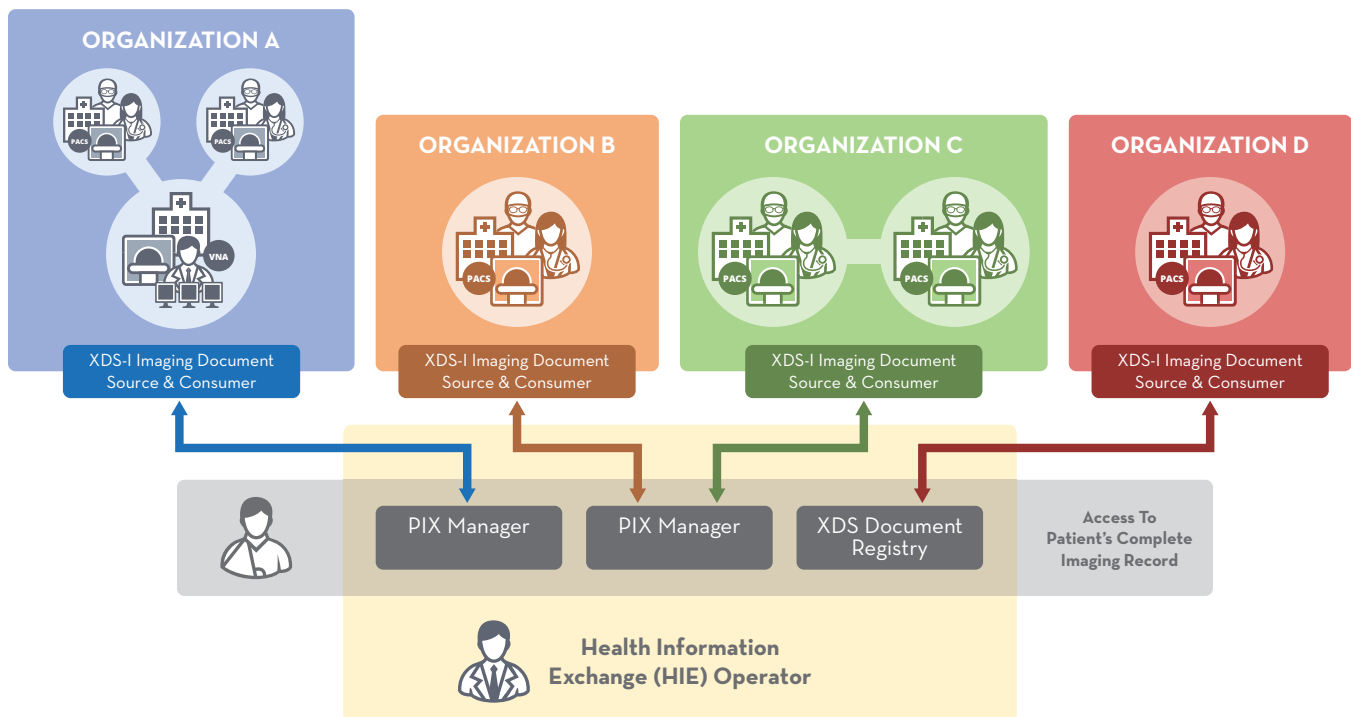 ORGANIZATION A
PACS
PACS
VNA
XDS-I Imaging Document
Source & Consumer
ORGANIZATION B
PACS
XDS-I Imaging Document
Source & Consumer
ORGANIZATION C
PACS
PACS
XDS-I Imaging Document
Source & Consumer
ORGANIZATION D
PACS
XDS-I Imaging Document
Source & Consumer
PIX Manager
PIX Manager
XDS Document
Registry
Access To
Patient's Complete
Imaging Record
Health Information
Exchange (HIE) Operator